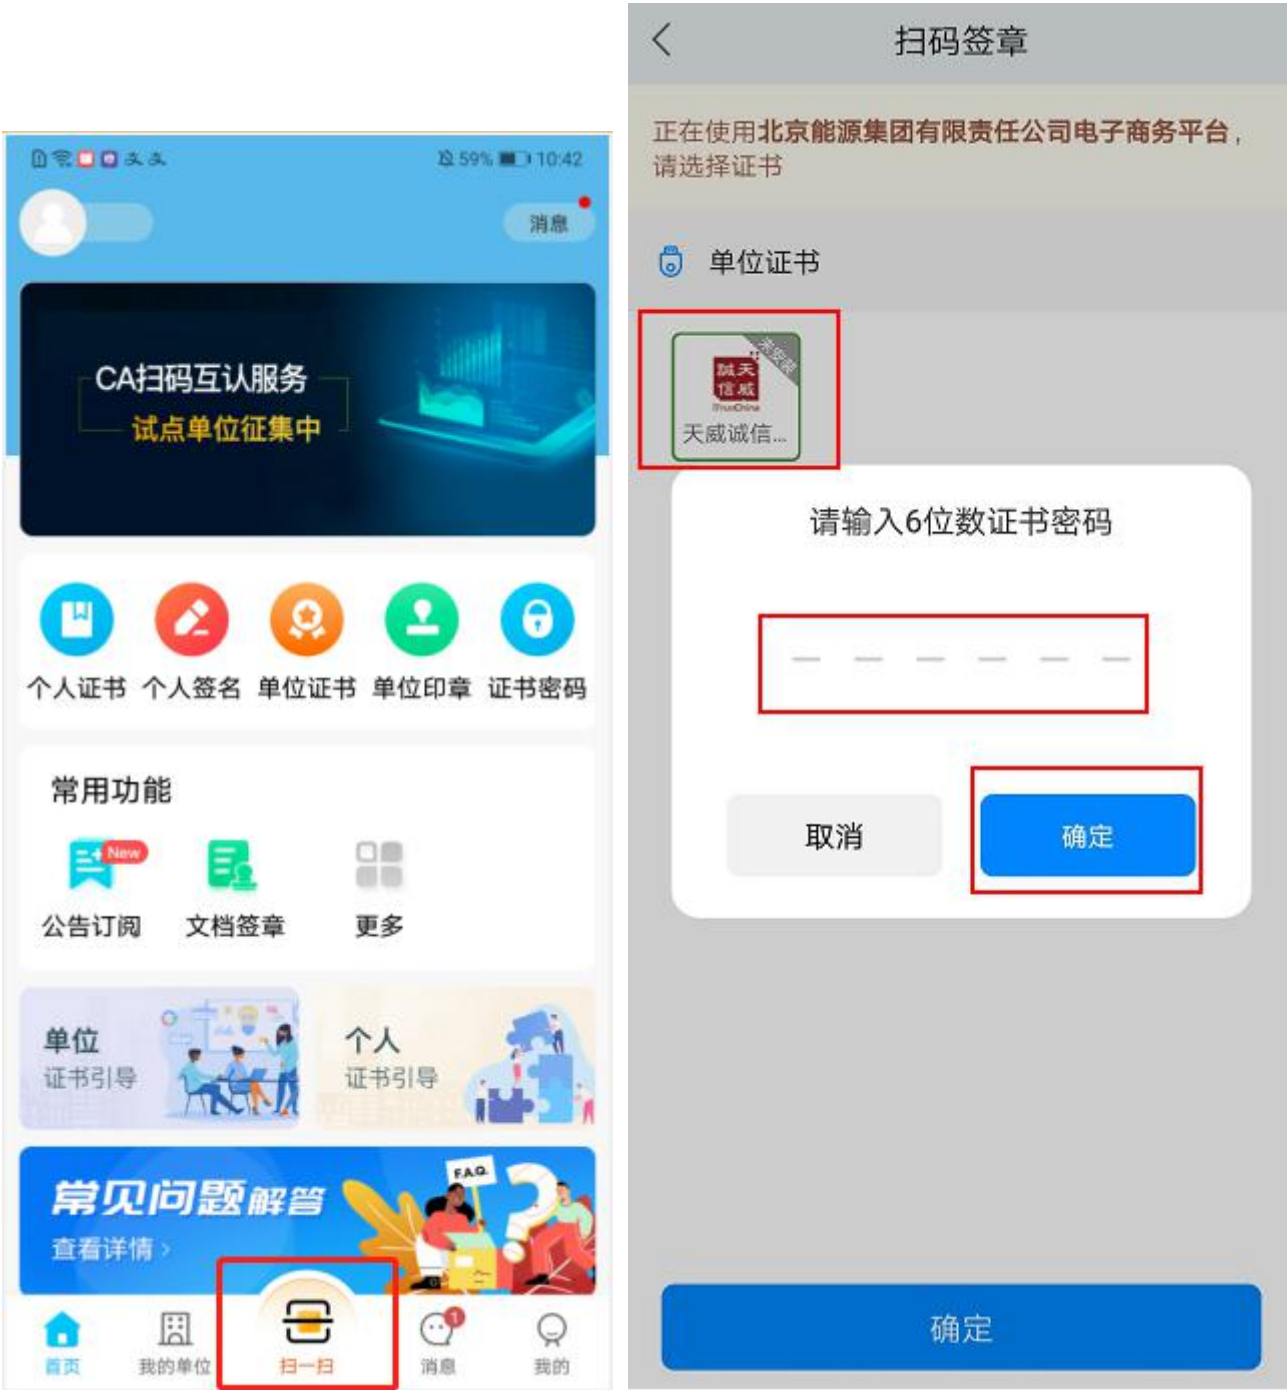 59% 10:42
消息
CA扫码互认服务
试点单位征集中
个人证书 个人签名 单位证书 单位印章 证书密码
常用功能
New
公告订阅 文档签章 更多
单位
证书引导
个人
证书引导
常见问题解答
查看详情 >
F.A.Q.
1
首页 我的单位 扫一扫 消息 我的
扫码签章
正在使用北京能源集团有限责任公司电子商务平台，
请选择证书
单位证书
未安装
誠天
信威
iTrusChina
天威诚信...
请输入6位数证书密码
取消 确定
确定